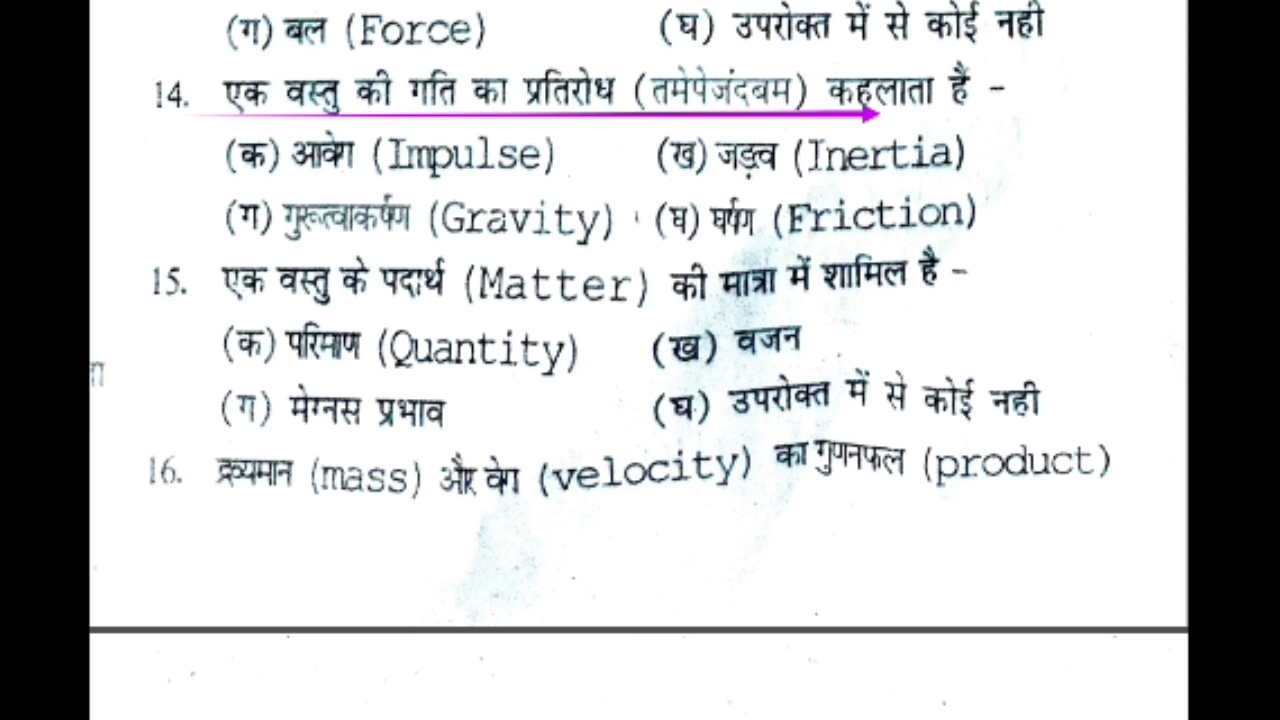 (ग) बल (Force) (घ) उपरोक्त में से कोई नही
14. एक वस्तु की गति का प्रतिरोध (तमेपेजंदबम) कहलाता है -
(क) आवेग (Impulse) (ख) जड़त्व (Inertia)
(ग) गुरूत्वाकर्षण (Gravity) (घ) घर्षण (Friction)
15. एक वस्तु के पदार्थ (Matter) की मात्रा में शामिल है -
(क) परिमाण (Quantity) (ख) वजन
(ग) मेग्नस प्रभाव (घ) उपरोक्त में से कोई नही
16. द्रव्यमान (mass) और वेग (velocity) का गुणनफल (product)